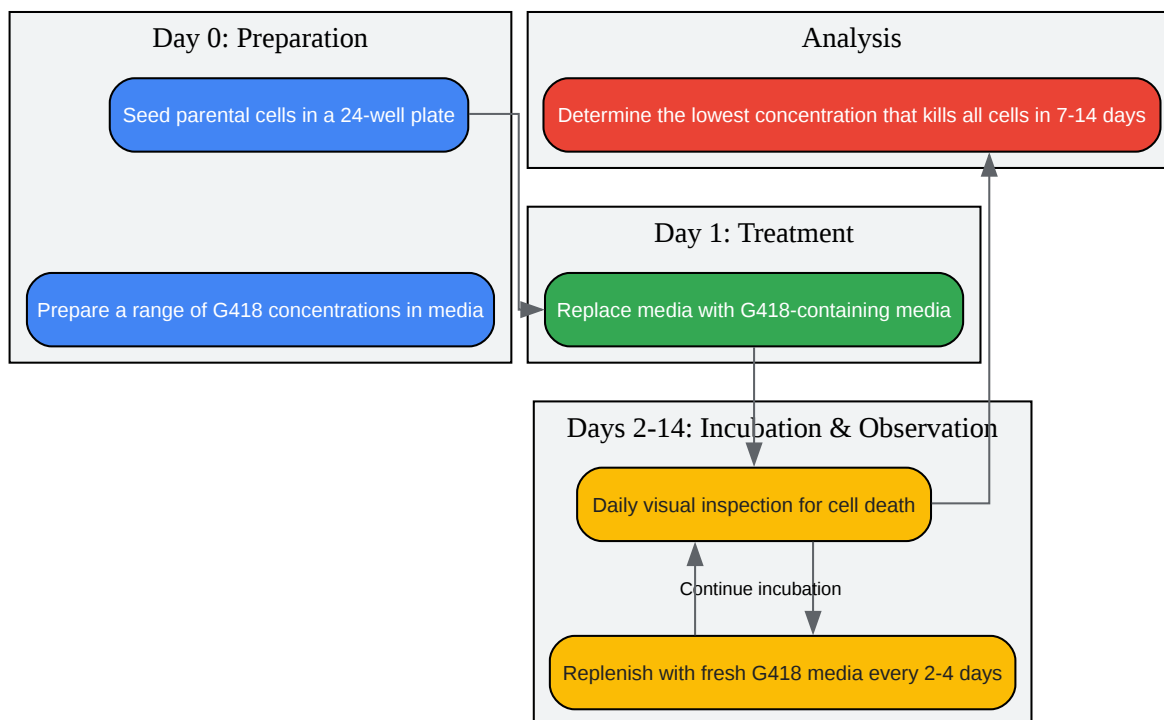 Day 0: Preparation
Seed parental cells in a 24-well plate
Prepare a range of G418 concentrations in media
Analysis
Determine the lowest concentration that kills all cells in 7-14 days
Day 1: Treatment
Replace media with G418-containing media
Days 2-14: Incubation & Observation
Daily visual inspection for cell death
Continue incubation
Replenish with fresh G418 media every 2-4 days